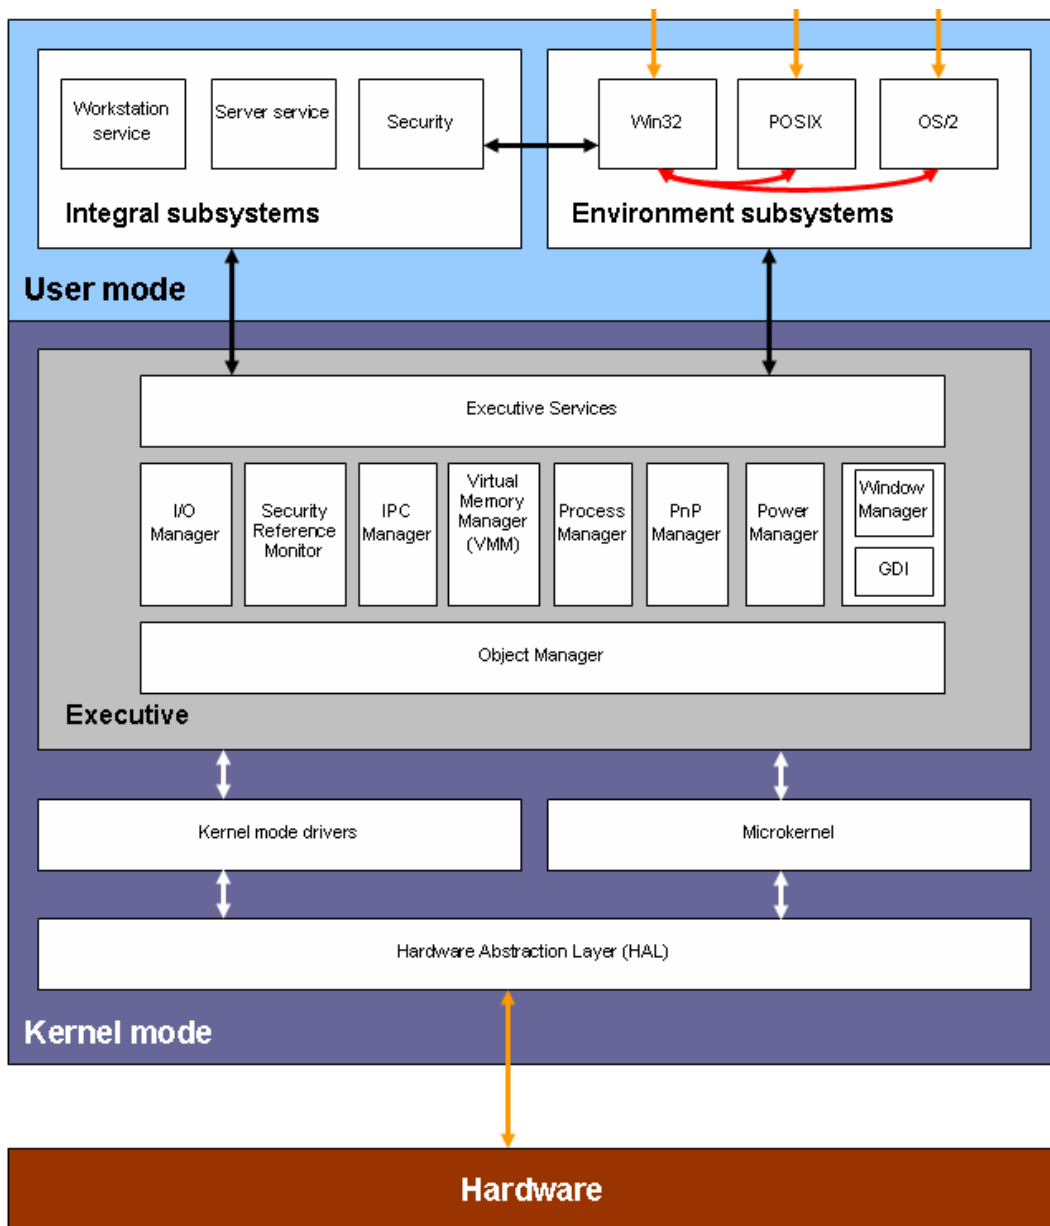 Workstation
service
Server service
Security
Win32
POSIX
OS/2
Integral subsystems
Environment subsystems
User mode
Executive Services
I/O
Manager
Security
Reference
Monitor
IPC
Manager
Virtual
Memory
Manager
(VMM)
Process
Manager
PnP
Manager
Power
Manager
Window
Manager
GDI
Object Manager
Executive
Kernel mode drivers
Microkernel
Hardware Abstraction Layer (HAL)
Kernel mode
Hardware